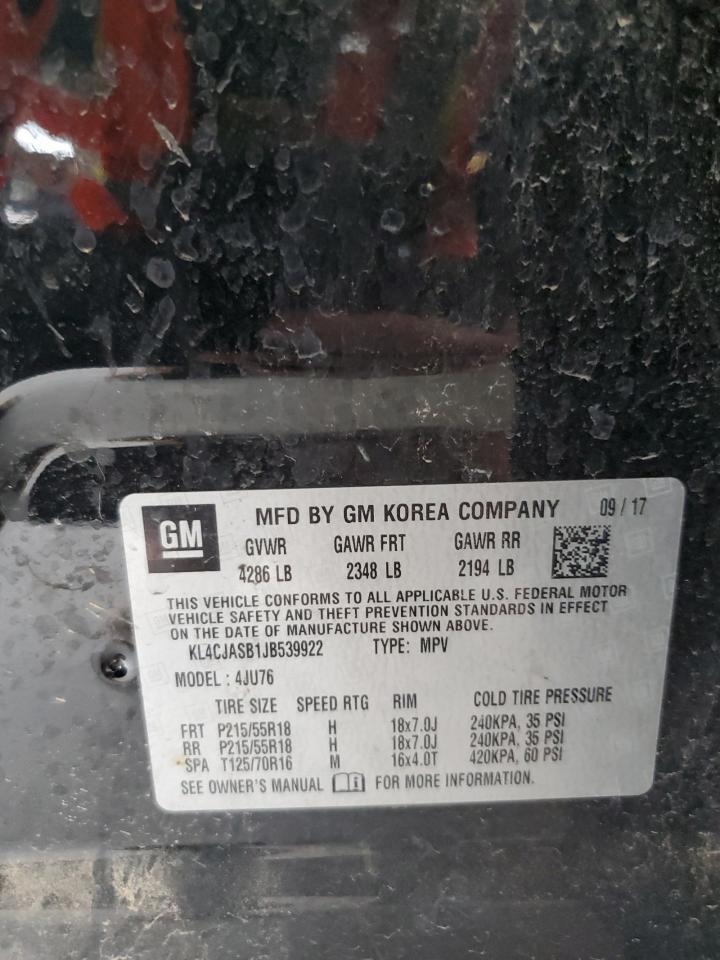 GM
MFD BY GM KOREA COMPANY 09 / 17
GVWR GAWR FRT GAWR RR
4286 LB 2348 LB 2194 LB
THIS VEHICLE CONFORMS TO ALL APPLICABLE U.S. FEDERAL MOTOR
VEHICLE SAFETY AND THEFT PREVENTION STANDARDS IN EFFECT
ON THE DATE OF MANUFACTURE SHOWN ABOVE.
KL4CJASB1JB539922 TYPE: MPV
MODEL : 4JU76
TIRE SIZE SPEED RTG RIM COLD TIRE PRESSURE
FRT P215/55R18 H 18x7.0J 240KPA, 35 PSI
RR P215/55R18 H 18x7.0J 240KPA, 35 PSI
SPA T125/70R16 M 16x4.0T 420KPA, 60 PSI
SEE OWNER'S MANUAL FOR MORE INFORMATION.